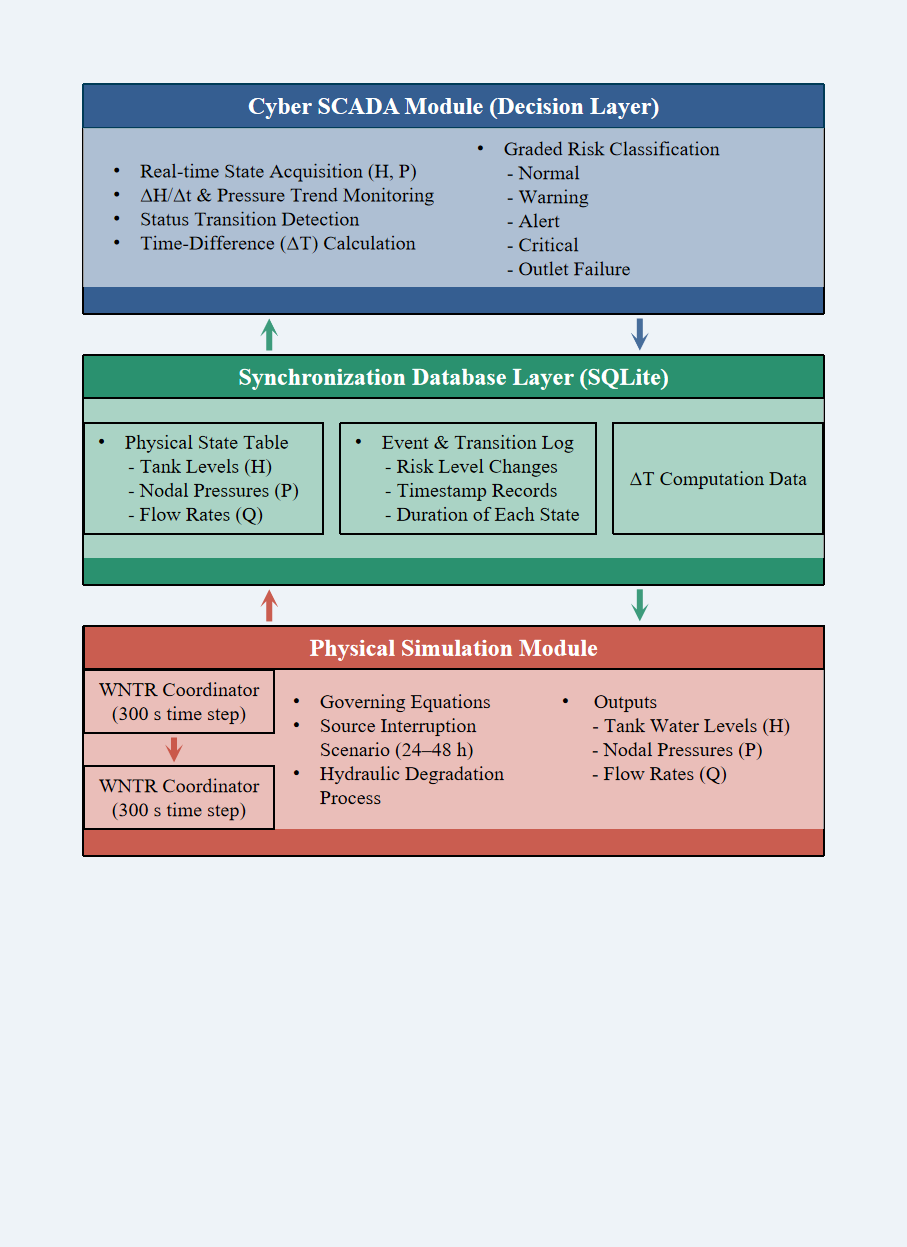 Cyber SCADA Module (Decision Layer)
• Real-time State Acquisition (H, P)
• ΔH/Δt & Pressure Trend Monitoring
• Status Transition Detection
• Time-Difference (ΔT) Calculation
• Graded Risk Classification
- Normal
- Warning
- Alert
- Critical
- Outlet Failure
Synchronization Database Layer (SQLite)
• Physical State Table
- Tank Levels (H)
- Nodal Pressures (P)
- Flow Rates (Q)
• Event & Transition Log
- Risk Level Changes
- Timestamp Records
- Duration of Each State
ΔT Computation Data
Physical Simulation Module
WNTR Coordinator
(300 s time step)
WNTR Coordinator
(300 s time step)
• Governing Equations
• Source Interruption
Scenario (24–48 h)
• Hydraulic Degradation
Process
• Outputs
- Tank Water Levels (H)
- Nodal Pressures (P)
- Flow Rates (Q)